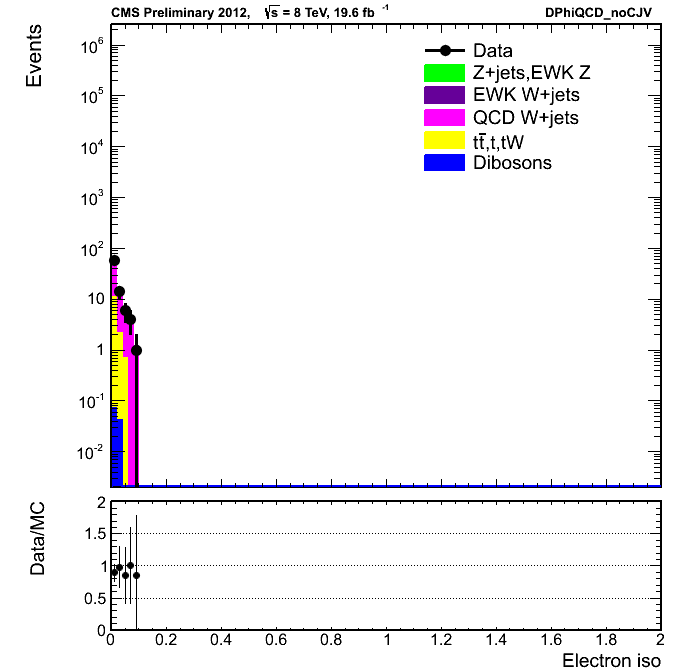 CMS Preliminary 2012, √s = 8 TeV, 19.6 fb⁻¹ DPhiQCD_noCJV
Events
10⁶
10⁵
10⁴
10³
10²
10
1
10⁻¹
10⁻²
Data
Z+jets,EWK Z
EWK W+jets
QCD W+jets
tt̄,t,tW
Dibosons
Data/MC
2
1.5
1
0.5
0
0 0.2 0.4 0.6 0.8 1 1.2 1.4 1.6 1.8 2
Electron iso